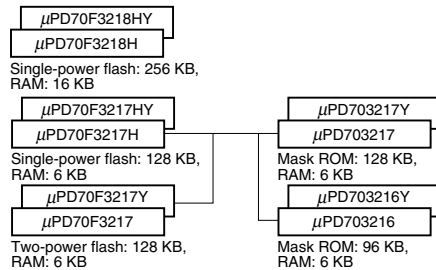 μPD70F3218HY
μPD70F3218H
Single-power flash: 256 KB,
RAM: 16 KB
μPD70F3217HY
μPD70F3217H
Single-power flash: 128 KB,
RAM: 6 KB
μPD70F3217Y
μPD70F3217
Two-power flash: 128 KB,
RAM: 6 KB
μPD703217Y
μPD703217
Mask ROM: 128 KB,
RAM: 6 KB
μPD703216Y
μPD703216
Mask ROM: 96 KB,
RAM: 6 KB